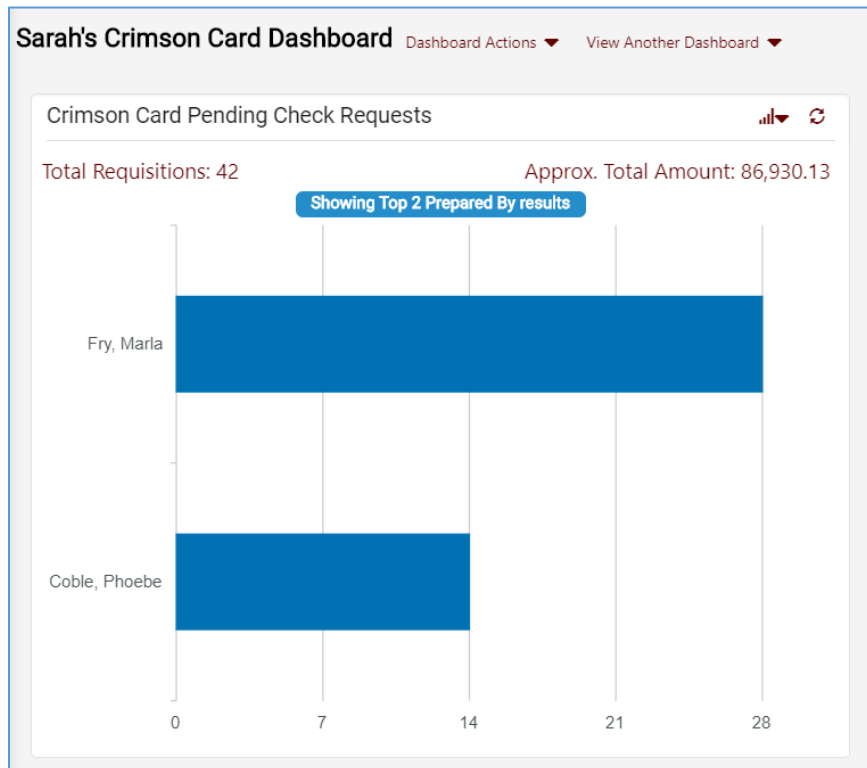 Sarah's Crimson Card Dashboard Dashboard Actions View Another Dashboard
Crimson Card Pending Check Requests
Total Requisitions: 42 Approx. Total Amount: 86,930.13
Showing Top 2 Prepared By results
Fry, Marla
Coble, Phoebe
0 7 14 21 28